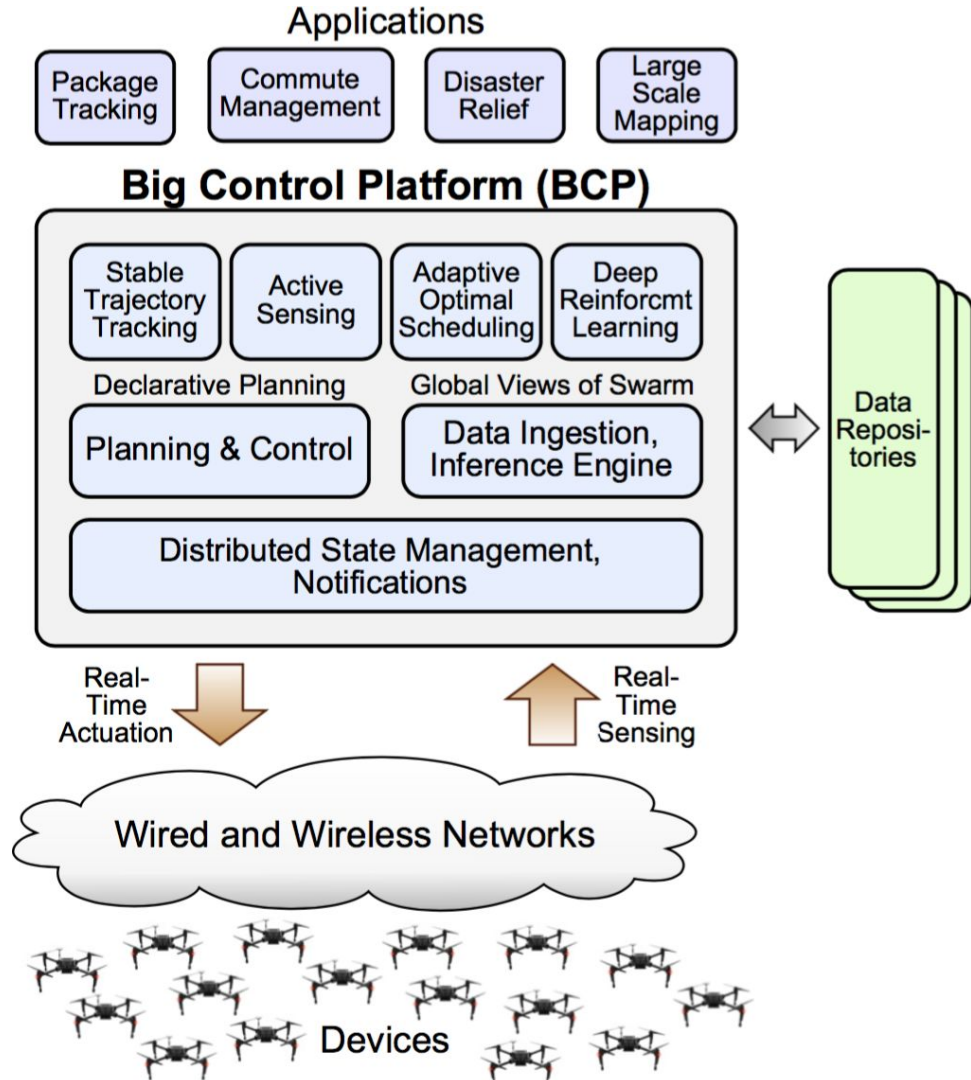 Applications
Package
Tracking
Commute
Management
Disaster
Relief
Large
Scale
Mapping
Big Control Platform (BCP)
Stable
Trajectory
Tracking
Active
Sensing
Adaptive
Optimal
Scheduling
Deep
Reinforcmt
Learning
Declarative Planning
Global Views of Swarm
Planning & Control
Data Ingestion,
Inference Engine
Distributed State Management,
Notifications
Data
Reposi-
tories
Real-
Time
Actuation
Real-
Time
Sensing
Wired and Wireless Networks
Devices